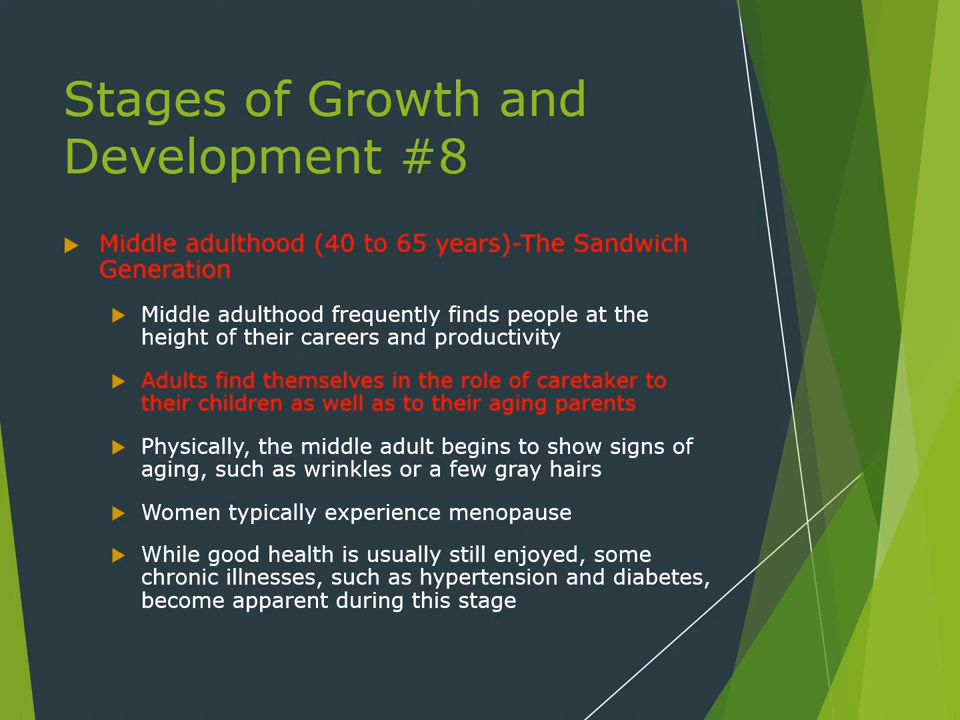 Stages of Growth and
Development #8
Middle adulthood (40 to 65 years)-The Sandwich
Generation
Middle adulthood frequently finds people at the
height of their careers and productivity
Adults find themselves in the role of caretaker to
their children as well as to their aging parents
Physically, the middle adult begins to show signs of
aging, such as wrinkles or a few gray hairs
Women typically experience menopause
While good health is usually still enjoyed, some
chronic illnesses, such as hypertension and diabetes,
become apparent during this stage